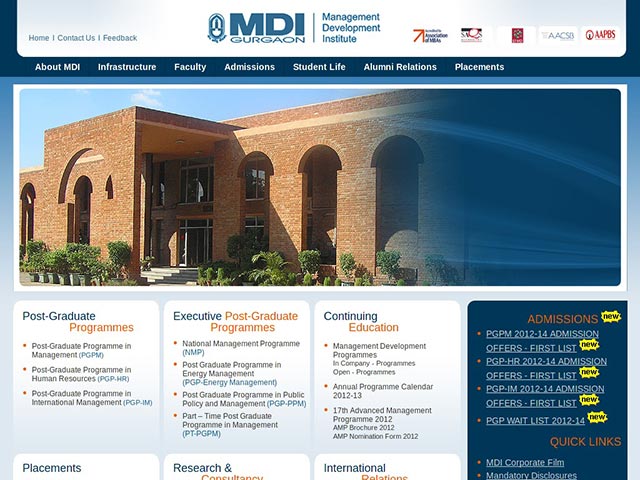 Home | Contact Us | Feedback
MDI
GURGAON
Management
Development
Institute
Association
of MBAs
SAQS
AACSB
AAPBS
About MDI
Infrastructure
Faculty
Admissions
Student Life
Alumni Relations
Placements
Post-Graduate
Programmes
Post-Graduate Programme in
Management (PGPM)
Post-Graduate Programme in
Human Resources (PGP-HR)
Post-Graduate Programme in
International Management (PGP-IM)
Executive Post-Graduate
Programmes
National Management Programme
(NMP)
Post Graduate Programme in
Energy Management
(PGP-Energy Management)
Post Graduate Programme in Public
Policy and Management (PGP-PPM)
Part – Time Post Graduate
Programme in Management
(PT-PGPM)
Continuing
Education
Management Development
Programmes
In Company - Programmes
Open - Programmes
Annual Programme Calendar
2012-13
17th Advanced Management
Programme 2012
AMP Brochure 2012
AMP Nomination Form 2012
ADMISSIONS new
PGPM 2012-14 ADMISSION
OFFERS - FIRST LIST new
PGP-HR 2012-14 ADMISSION
OFFERS - FIRST LIST new
PGP-IM 2012-14 ADMISSION
OFFERS - FIRST LIST new
PGP WAIT LIST 2012-14 new
QUICK LINKS
MDI Corporate Film
Mandatory Disclosures
Placements
Research &
Consultancy
International
Relations